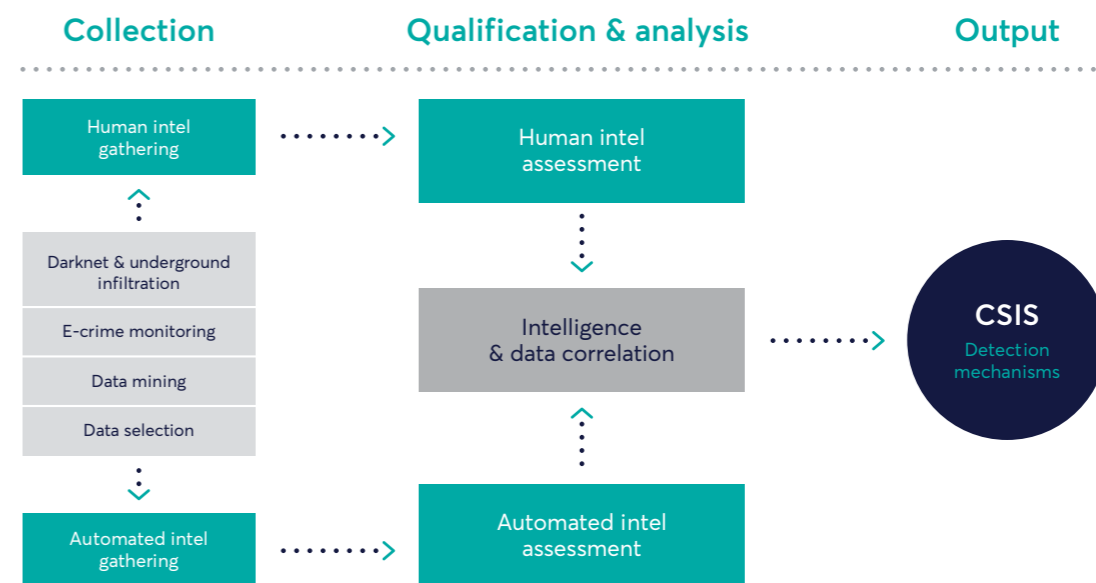 Collection
Qualification & analysis
Output
Human intel
gathering
Human intel
assessment
Darknet & underground
infiltration
E-crime monitoring
Data mining
Data selection
Intelligence
& data correlation
CSIS
Detection
mechanisms
Automated intel
gathering
Automated intel
assessment